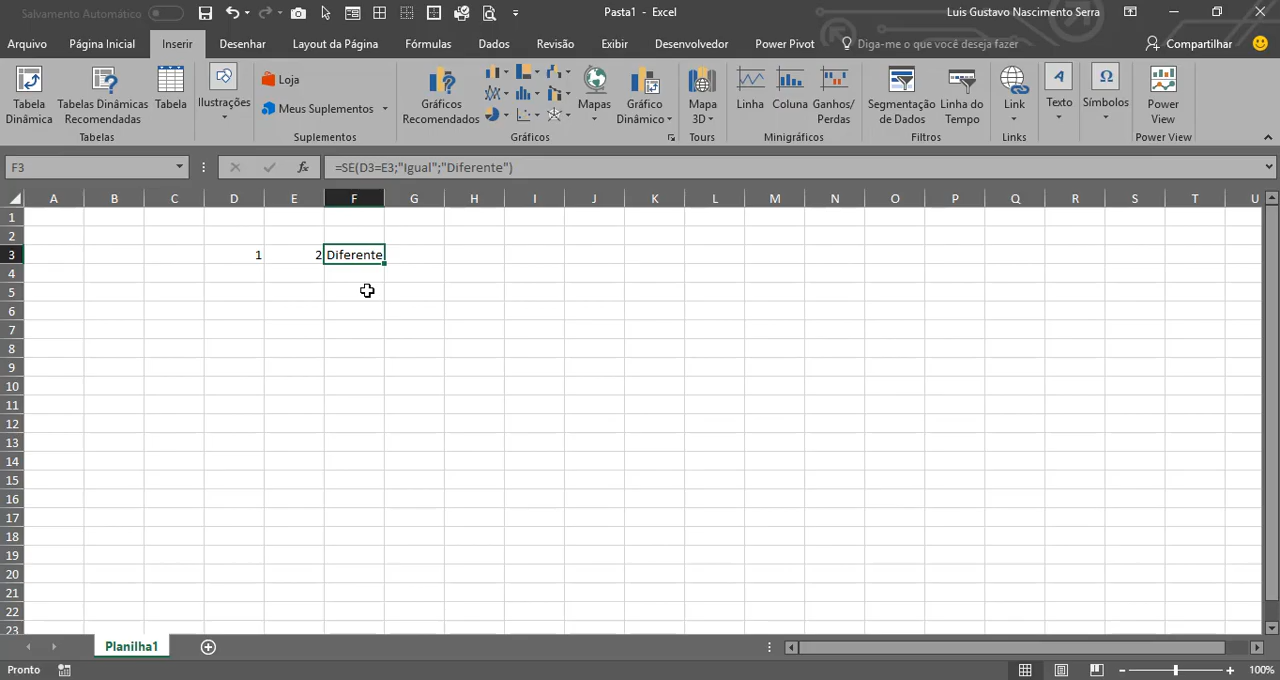 Salvamento Automático
Pasta1 - Excel
Luis Gustavo Nascimento Serra
Arquivo Página Inicial Inserir Desenhar Layout da Página Fórmulas Dados Revisão Exibir Desenvolvedor Power Pivot Diga-me o que você deseja fazer Compartilhar
Tabela Dinâmica
Tabelas Dinâmicas Recomendadas
Tabela
Tabelas
Ilustrações
Loja
Meus Suplementos
Suplementos
Gráficos Recomendados
Mapas
Gráfico Dinâmico
Gráficos
Mapa 3D
Tours
Linha
Coluna
Ganhos/ Perdas
Minigráficos
Segmentação de Dados
Linha do Tempo
Filtros
Link
Links
Texto
Símbolos
Power View
Power View
F3 fx =SE(D3=E3;"Igual";"Diferente")
A B C D E F G H I J K L M N O P Q R S T U
1
2
3 1 2 Diferente
4
5
6
7
8
9
10
11
12
13
14
15
16
17
18
19
20
21
22
23
Planilha1
Pronto
100%